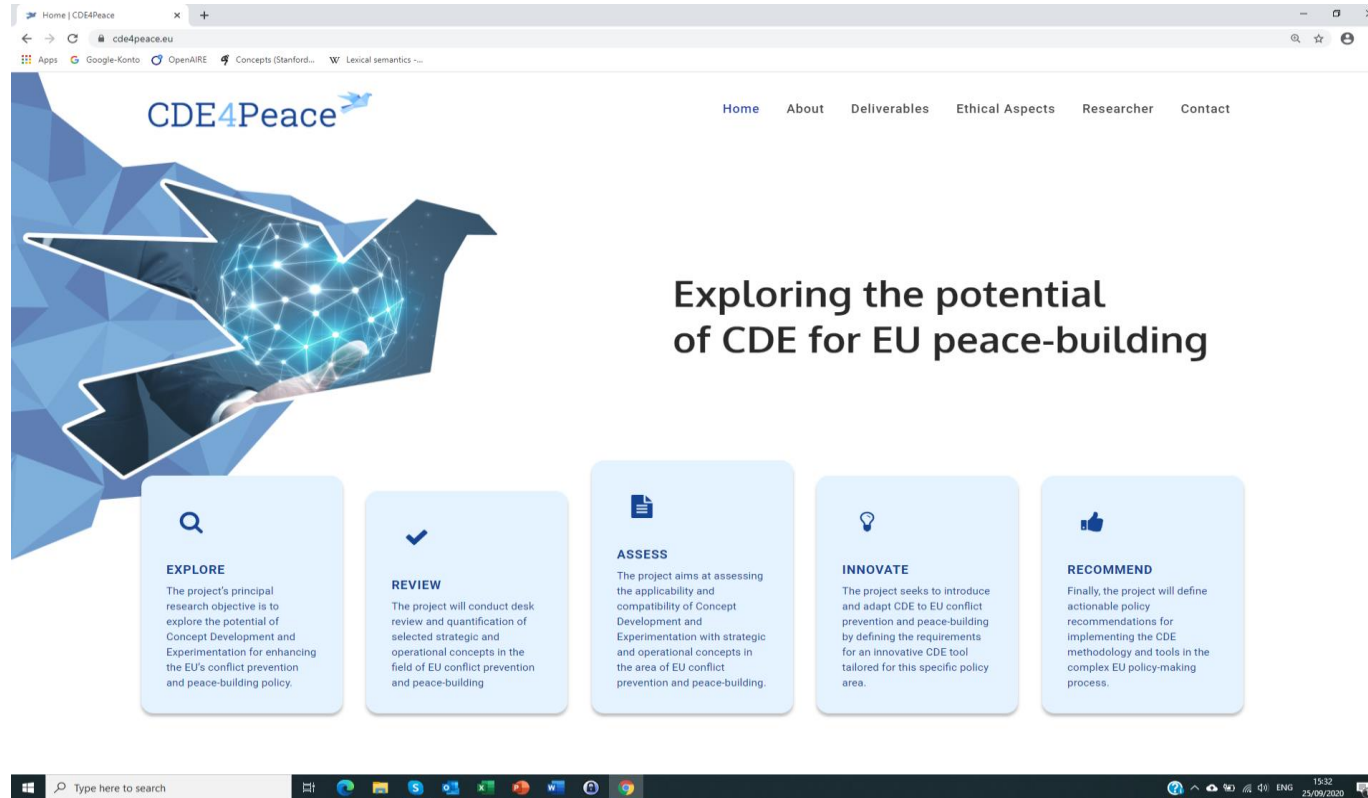 Home | CDE4Peace
cde4peace.eu
Apps Google-Konto OpenAIRE Concepts (Stanford... Lexical semantics -...
CDE4Peace
Home About Deliverables Ethical Aspects Researcher Contact
Exploring the potential
of CDE for EU peace-building
EXPLORE
The project's principal
research objective is to
explore the potential of
Concept Development and
Experimentation for enhancing
the EU's conflict prevention
and peace-building policy.
REVIEW
The project will conduct desk
review and quantification of
selected strategic and
operational concepts in the
field of EU conflict prevention
and peace-building
ASSESS
The project aims at assessing
the applicability and
compatibility of Concept
Development and
Experimentation with strategic
and operational concepts in
the area of EU conflict
prevention and peace-building.
INNOVATE
The project seeks to introduce
and adapt CDE to EU conflict
prevention and peace-building
by defining the requirements
for an innovative CDE tool
tailored for this specific policy
area.
RECOMMEND
Finally, the project will define
actionable policy
recommendations for
implementing the CDE
methodology and tools in the
complex EU policy-making
process.
Type here to search
ENG
15:32
25/09/2020